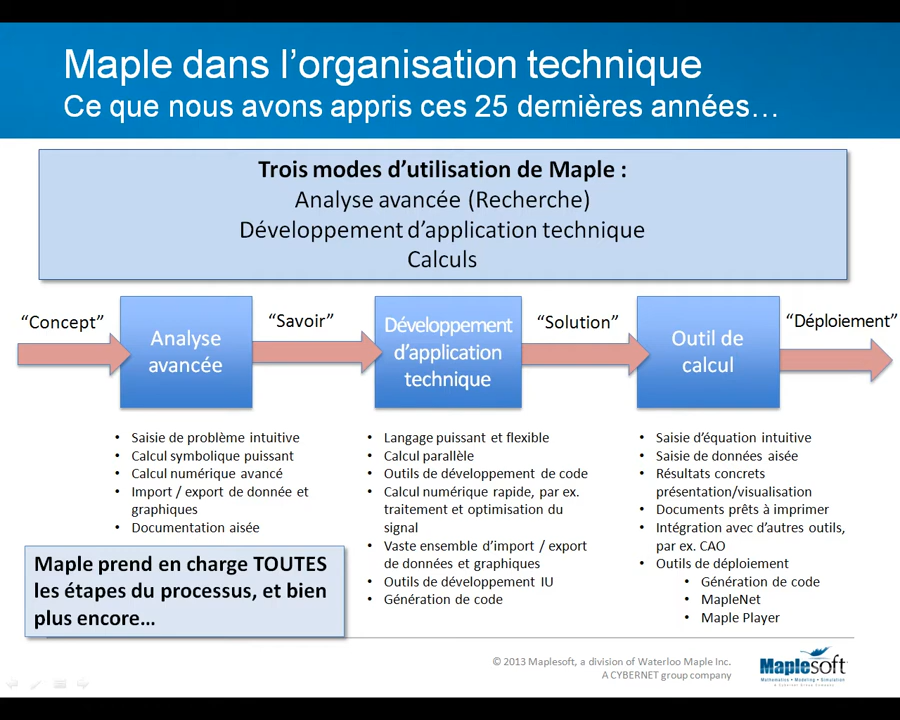 Maple dans l’organisation technique
Ce que nous avons appris ces 25 dernières années…
Trois modes d’utilisation de Maple :
Analyse avancée (Recherche)
Développement d’application technique
Calculs
“Concept”
Analyse
avancée
“Savoir”
Développement
d’application
technique
“Solution”
Outil de
calcul
“Déploiement”
• Saisie de problème intuitive
• Calcul symbolique puissant
• Calcul numérique avancé
• Import / export de donnée et
graphiques
• Documentation aisée
• Langage puissant et flexible
• Calcul parallèle
• Outils de développement de code
• Calcul numérique rapide, par ex.
traitement et optimisation du
signal
• Vaste ensemble d’import / export
de données et graphiques
• Outils de développement IU
• Génération de code
• Saisie d’équation intuitive
• Saisie de données aisée
• Résultats concrets
présentation/visualisation
• Documents prêts à imprimer
• Intégration avec d’autres outils,
par ex. CAO
• Outils de déploiement
• Génération de code
• MapleNet
• Maple Player
Maple prend en charge TOUTES
les étapes du processus, et bien
plus encore…
© 2013 Maplesoft, a division of Waterloo Maple Inc.
A CYBERNET group company
Maplesoft
Mathematics • Modeling • Simulation
A Cybernet Group Company